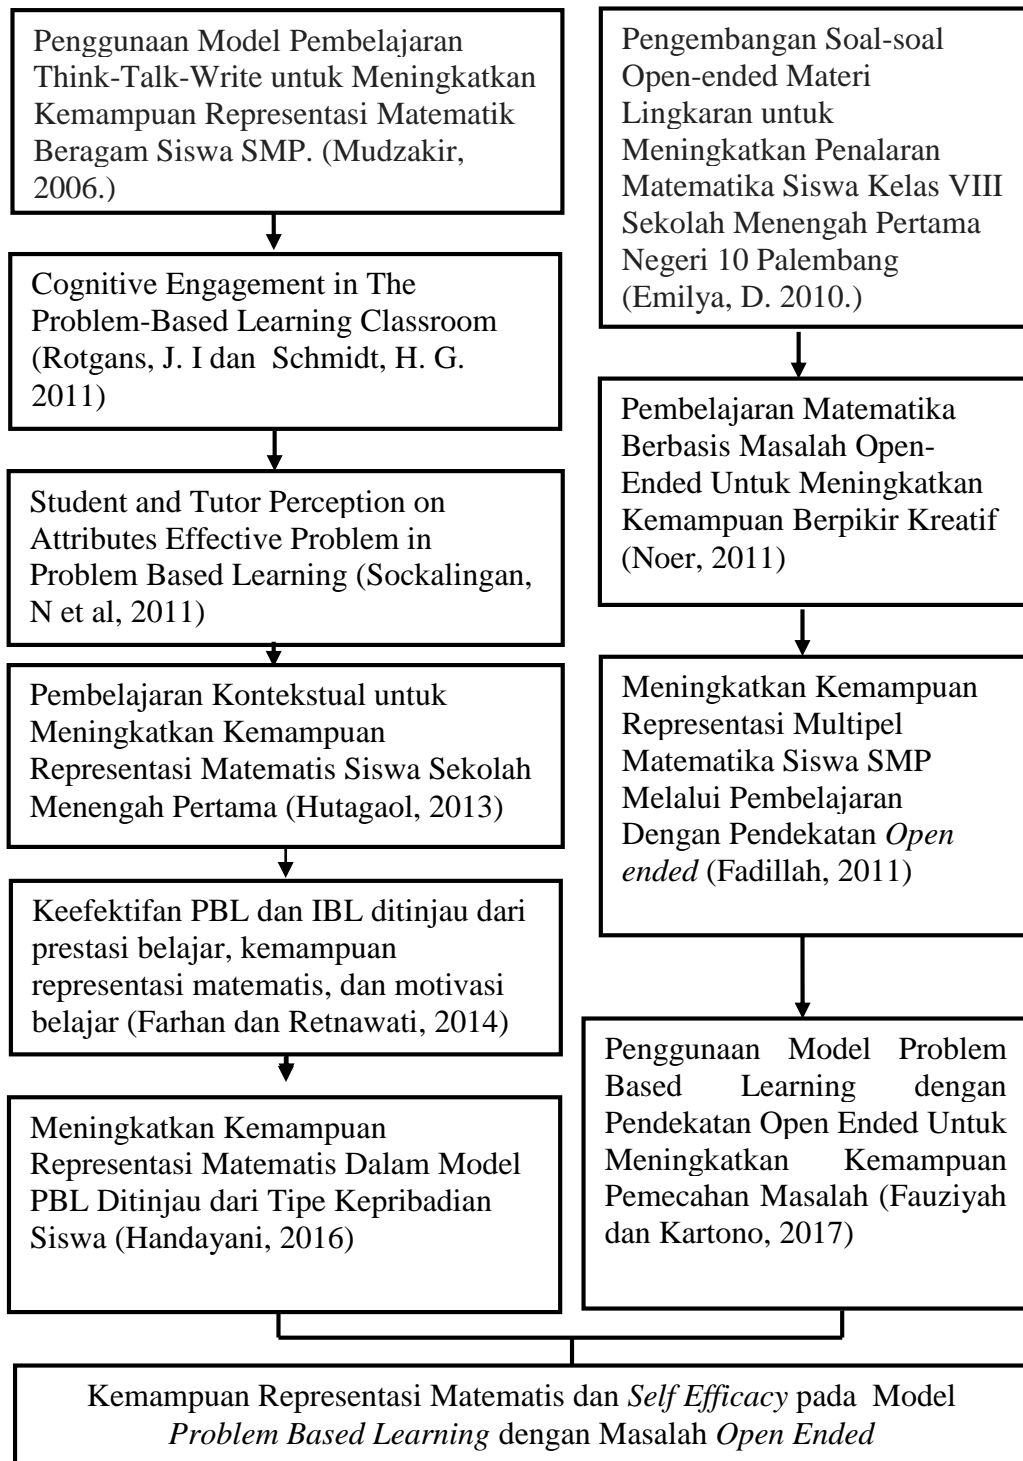 Penggunaan Model Pembelajaran
Think-Talk-Write untuk Meningkatkan
Kemampuan Representasi Matematik
Beragam Siswa SMP. (Mudzakir,
2006.)
Cognitive Engagement in The
Problem-Based Learning Classroom
(Rotgans, J. I dan Schmidt, H. G.
2011)
Student and Tutor Perception on
Attributes Effective Problem in
Problem Based Learning (Sockalingan,
N et al, 2011)
Pembelajaran Kontekstual untuk
Meningkatkan Kemampuan
Representasi Matematis Siswa Sekolah
Menengah Pertama (Hutagaol, 2013)
Keefektifan PBL dan IBL ditinjau dari
prestasi belajar, kemampuan
representasi matematis, dan motivasi
belajar (Farhan dan Retnawati, 2014)
Meningkatkan Kemampuan
Representasi Matematis Dalam Model
PBL Ditinjau dari Tipe Kepribadian
Siswa (Handayani, 2016)
Pengembangan Soal-soal
Open-ended Materi
Lingkaran untuk
Meningkatkan Penalaran
Matematika Siswa Kelas VIII
Sekolah Menengah Pertama
Negeri 10 Palembang
(Emilya, D. 2010.)
Pembelajaran Matematika
Berbasis Masalah Open-
Ended Untuk Meningkatkan
Kemampuan Berpikir Kreatif
(Noer, 2011)
Meningkatkan Kemampuan
Representasi Multipel
Matematika Siswa SMP
Melalui Pembelajaran
Dengan Pendekatan Open
ended (Fadillah, 2011)
Penggunaan Model Problem
Based Learning dengan
Pendekatan Open Ended Untuk
Meningkatkan Kemampuan
Pemecahan Masalah (Fauziyah
dan Kartono, 2017)
Kemampuan Representasi Matematis dan Self Efficacy pada Model
Problem Based Learning dengan Masalah Open Ended